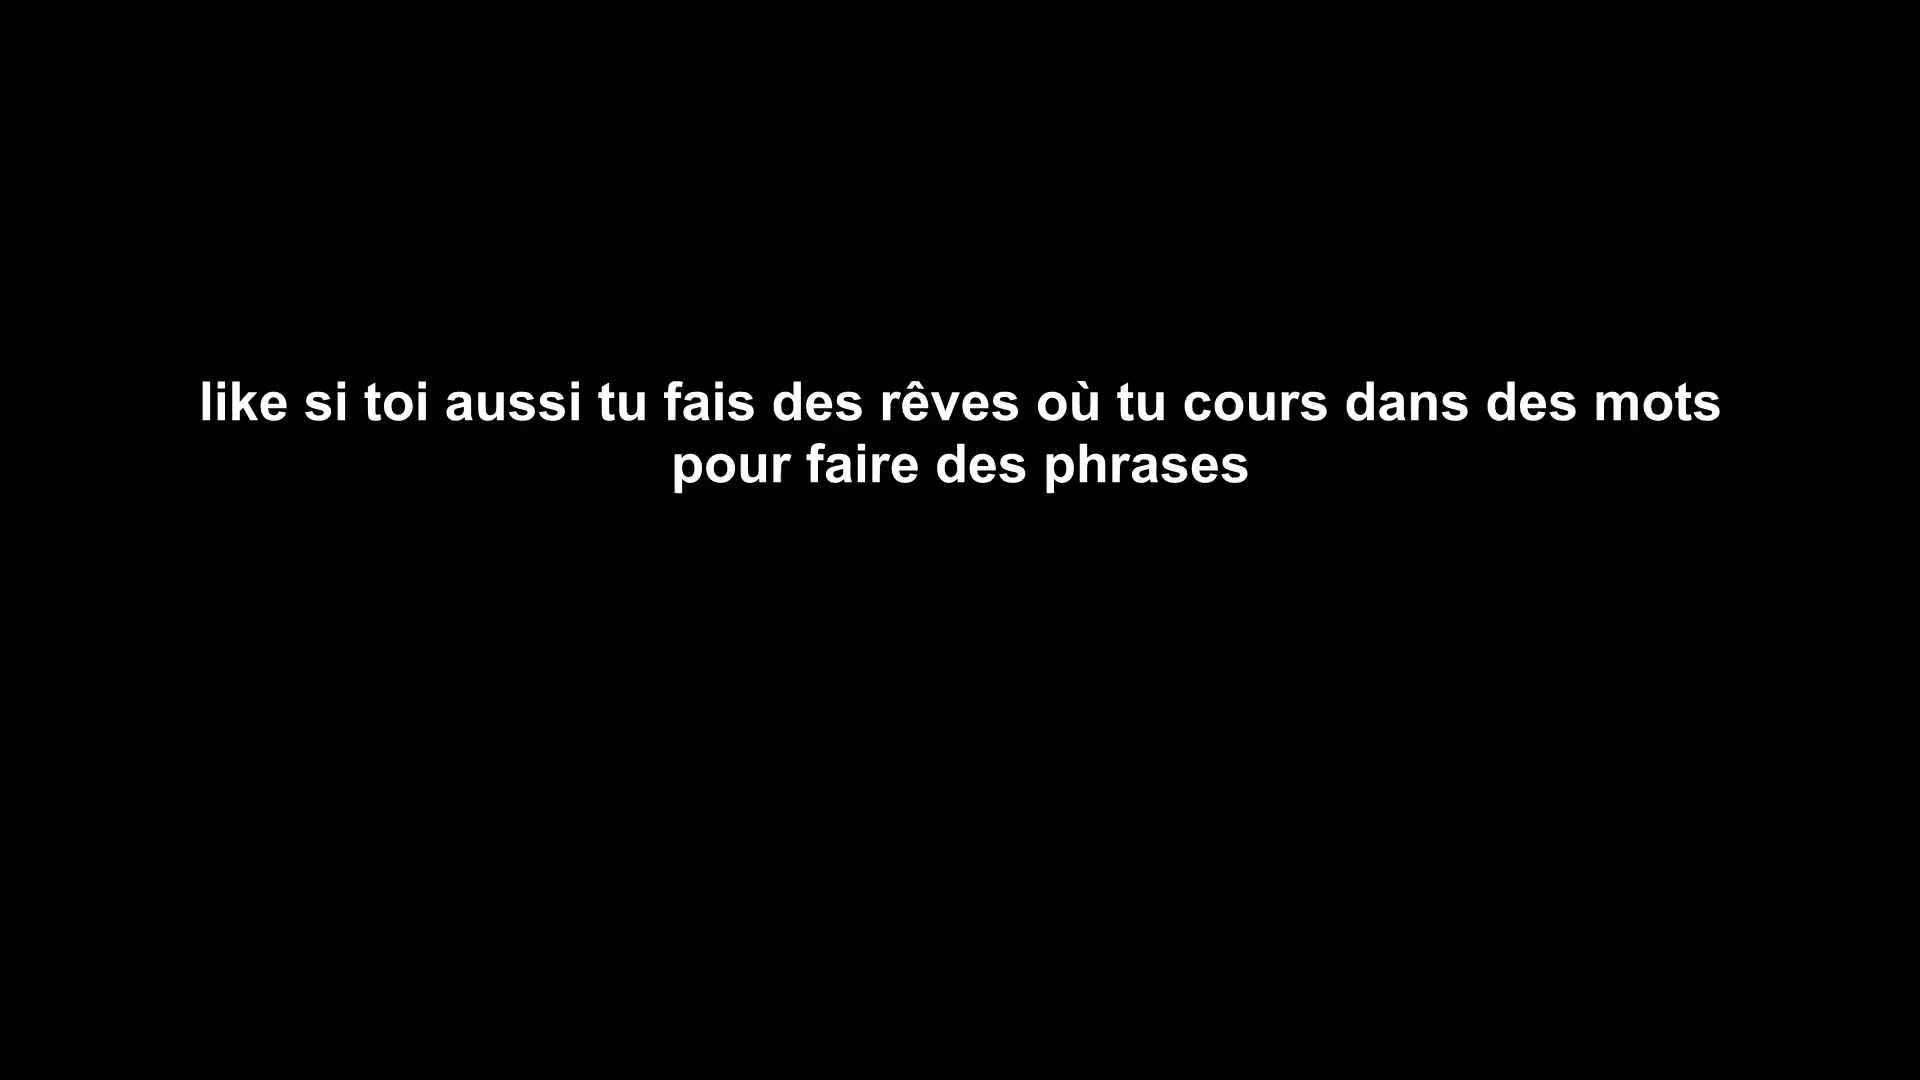 like si toi aussi tu fais des rêves où tu cours dans des mots
pour faire des phrases